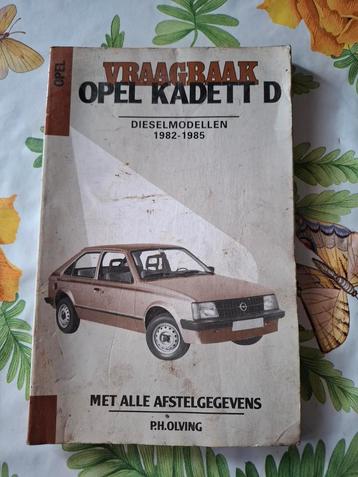 OPEL
VRAAGBAAK
OPEL KADETT D
DIESELMODELLEN
1982-1985
MET ALLE AFSTELGEGEVENS
P.H.OLVING